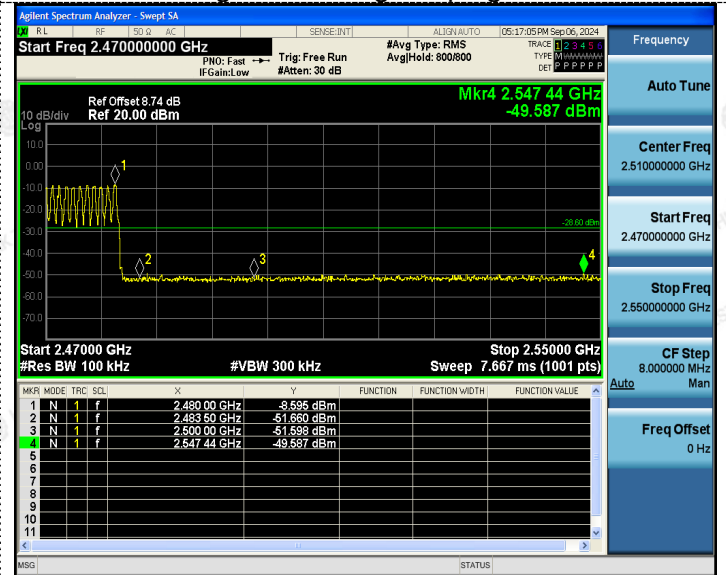 Agilent Spectrum Analyzer - Swept SA
LXI RL RF 50 Ω AC SENSE:INT ALIGN AUTO 05:17:05 PM Sep 06, 2024
Start Freq 2.470000000 GHz #Avg Type: RMS TRACE 1 2 3 4 5 6
PNO: Fast Trig: Free Run Avg|Hold: 800/800 TYPE M
IFGain:Low #Atten: 30 dB DET P P P P P P
Mkr4 2.547 44 GHz
-49.587 dBm
Ref Offset 8.74 dB
10 dB/div Ref 20.00 dBm
Log
10.0
0.00
-10.0
-20.0
-30.0
-40.0
-50.0
-60.0
-70.0
1
2
3
4
-28.60 dBm
Start 2.47000 GHz Stop 2.55000 GHz
#Res BW 100 kHz #VBW 300 kHz Sweep 7.667 ms (1001 pts)
MKR MODE TRC SCL X Y FUNCTION FUNCTION WIDTH FUNCTION VALUE
1 N 1 f 2.480 00 GHz -8.595 dBm
2 N 1 f 2.483 50 GHz -51.660 dBm
3 N 1 f 2.500 00 GHz -51.598 dBm
4 N 1 f 2.547 44 GHz -49.587 dBm
5
6
7
8
9
10
11
MSG STATUS
Frequency
Auto Tune
Center Freq
2.510000000 GHz
Start Freq
2.470000000 GHz
Stop Freq
2.550000000 GHz
CF Step
8.000000 MHz
Auto Man
Freq Offset
0 Hz